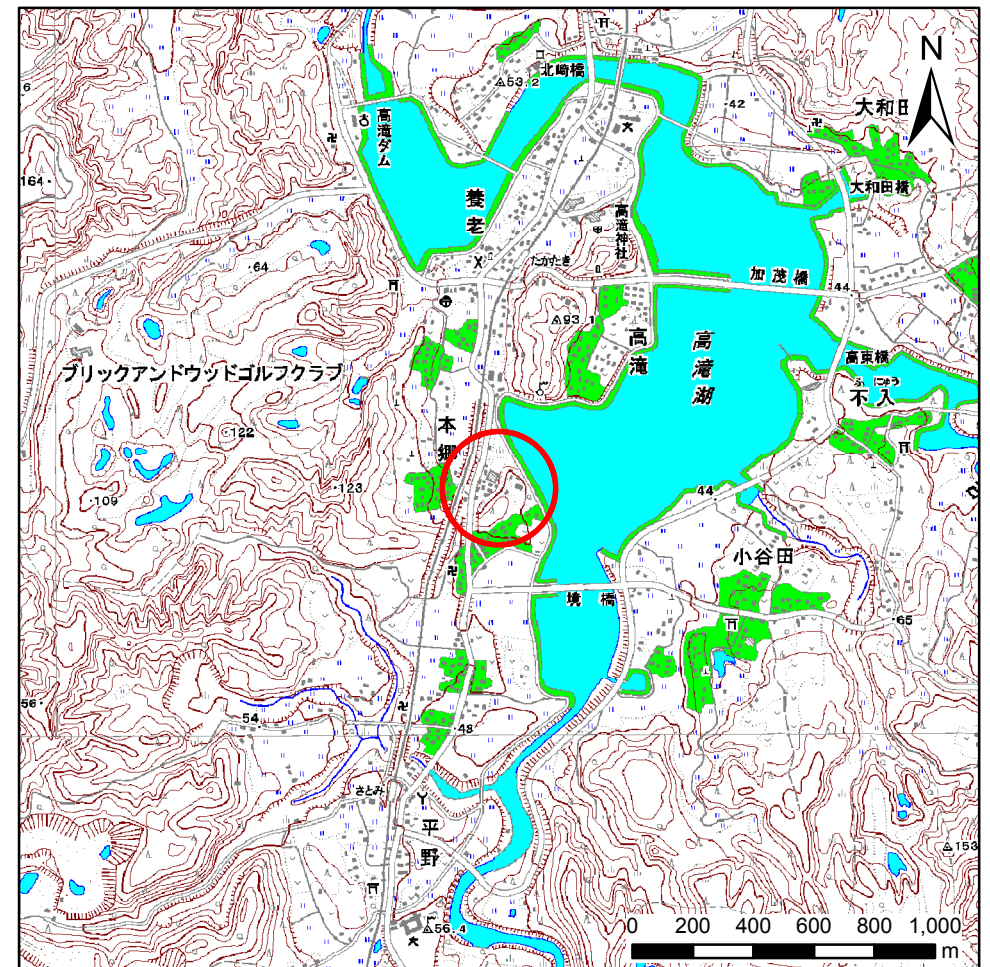 N
北崎橋
53.2
42
大和田
高滝ダム
大和田橋
164
養老
高滝神社
たかたき
64
加茂橋
44
93.1
高滝
高滝湖
高東橋
ふにゅう
不入
ブリックアンドウッドゴルフクラブ
本郷
122
123
109
44
小谷田
境橋
65
56
54
48
さとみ
平野
153
56.4
0 200 400 600 800 1,000
m